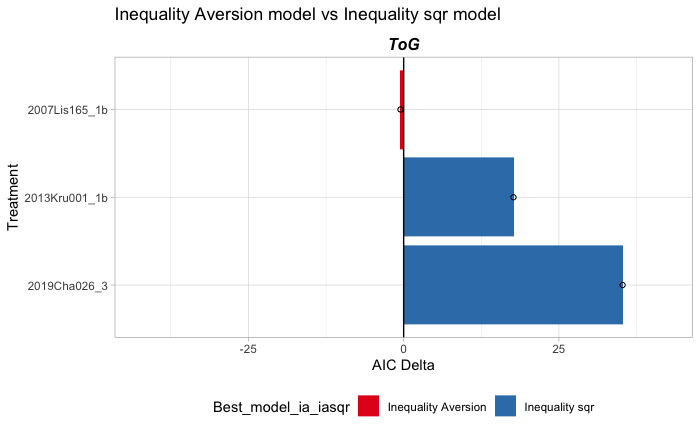 Inequality Aversion model vs Inequality sqr model
ToG
Treatment
2007Lis165_1b
2013Kru001_1b
2019Cha026_3
-25
0
25
AIC Delta
Best_model_ia_iasqr
Inequality Aversion
Inequality sqr